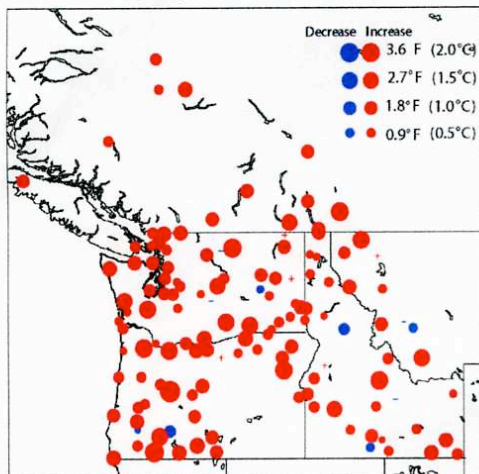 Decrease Increase
3.6 °F (2.0°C)
2.7°F (1.5°C)
1.8°F (1.0°C)
0.9°F (0.5°C)